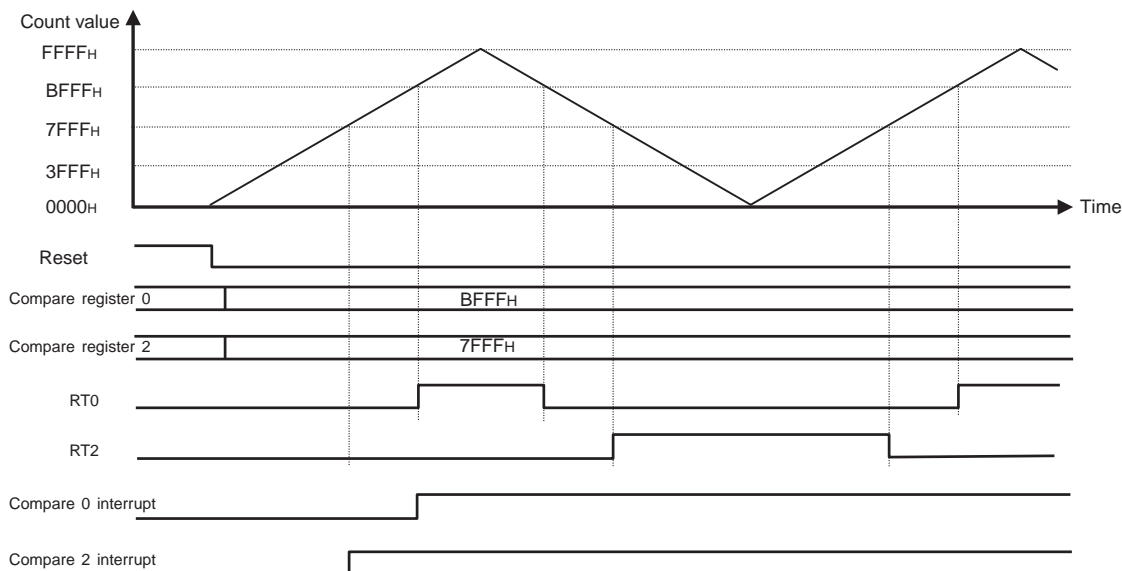 Count value
FFFFH
BFFFH
7FFFH
3FFFH
0000H
Time
Reset
Compare register 0
BFFFH
Compare register 2
7FFFH
RT0
RT2
Compare 0 interrupt
Compare 2 interrupt